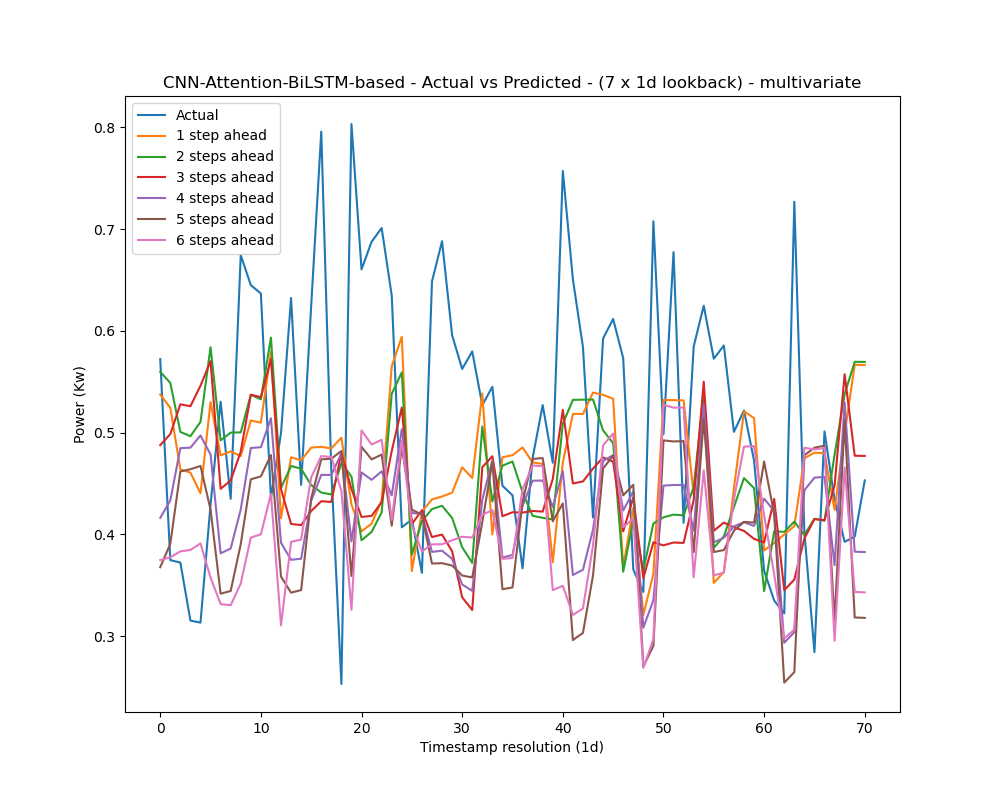 CNN-Attention-BiLSTM-based - Actual vs Predicted - (7 x 1d lookback) - multivariate
Actual
1 step ahead
2 steps ahead
3 steps ahead
4 steps ahead
5 steps ahead
6 steps ahead
0.8
0.7
0.6
0.5
0.4
0.3
Power (Kw)
0 10 20 30 40 50 60 70
Timestamp resolution (1d)